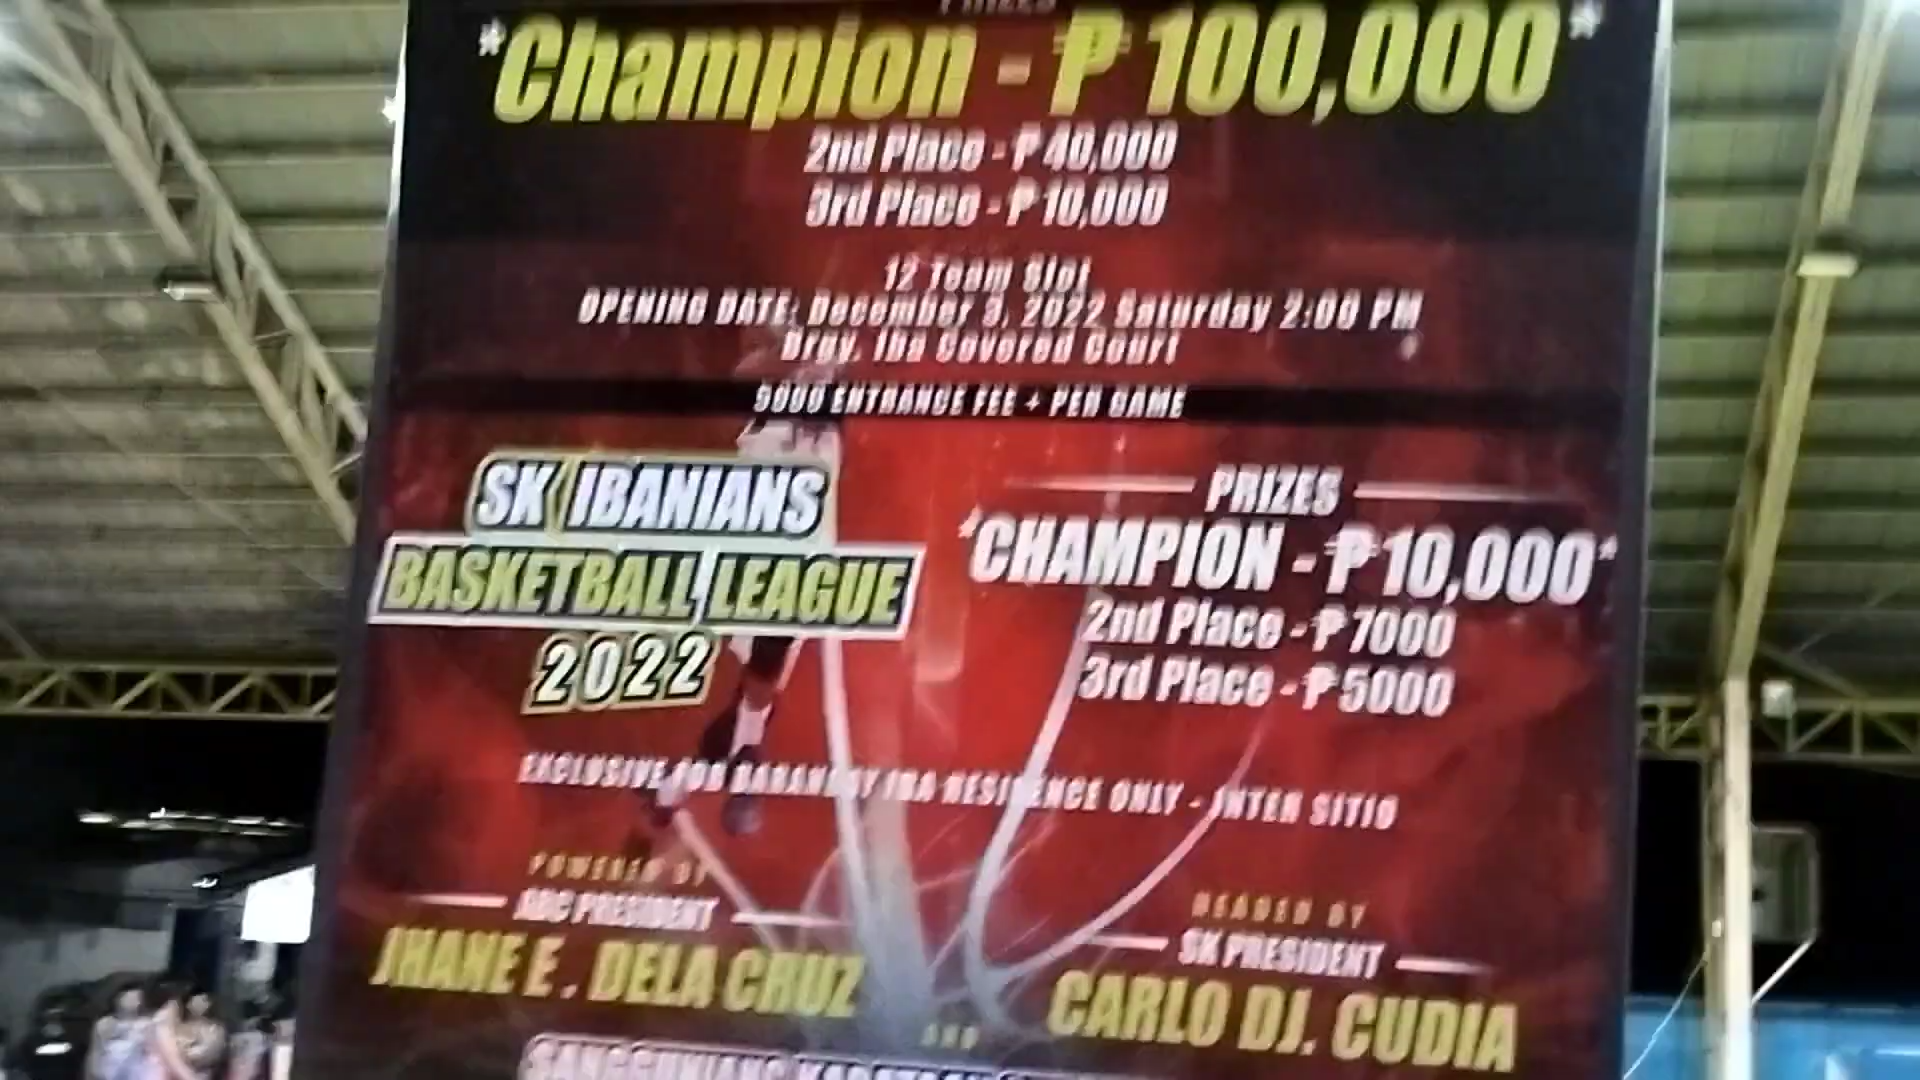 PRIZES
*Champion - ₱100,000*
2nd Place - ₱40,000
3rd Place - ₱10,000
12 Team Slot
OPENING DATE: December 3, 2022 Saturday 2:00 PM
Brgy. Iba Covered Court
5000 ENTRANCE FEE + PER GAME
SK IBANIANS
BASKETBALL LEAGUE
2022
PRIZES
*CHAMPION - ₱10,000*
2nd Place - ₱7000
3rd Place - ₱5000
EXCLUSIVE FOR BARANGAY IBA RESIDENCE ONLY - INTER SITIO
POWERED BY
ABC PRESIDENT
JHANE E. DELA CRUZ
AND
HEADED BY
SK PRESIDENT
CARLO DJ. CUDIA